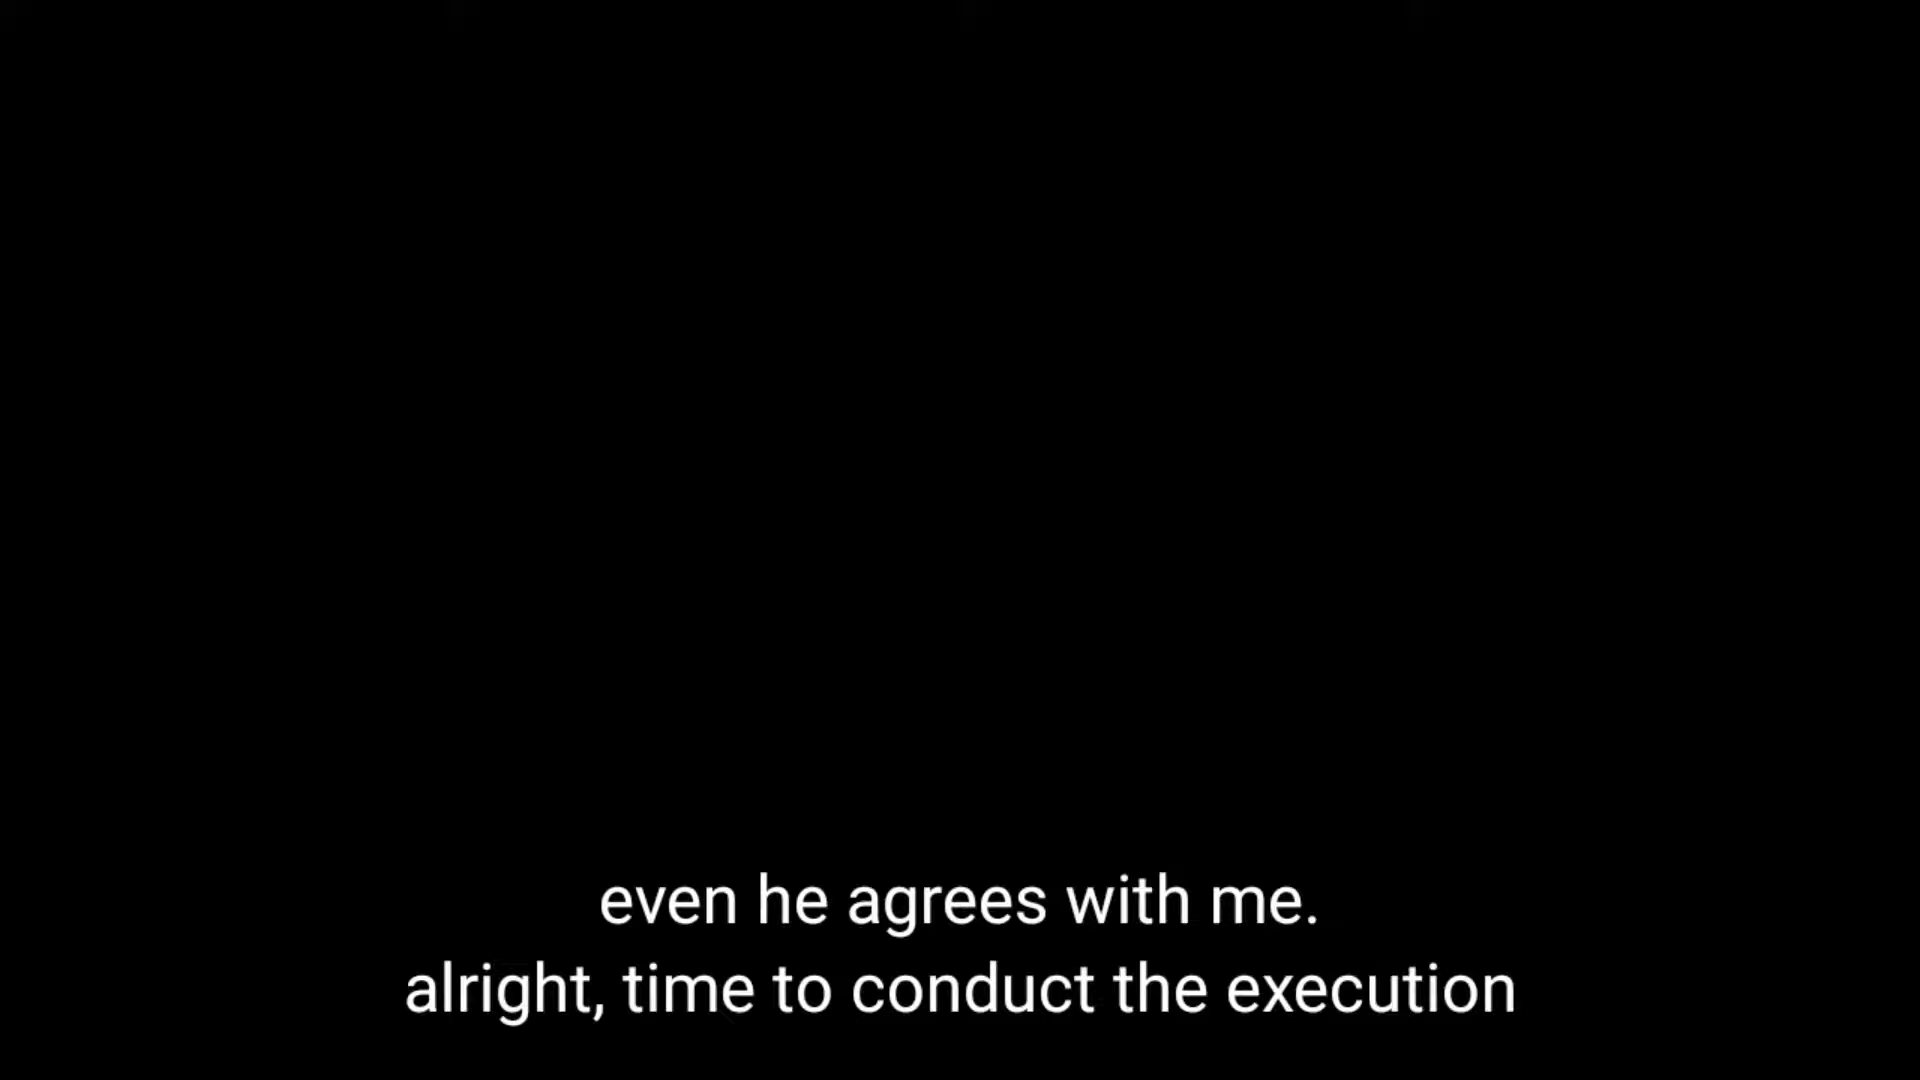 even he agrees with me.
alright, time to conduct the execution